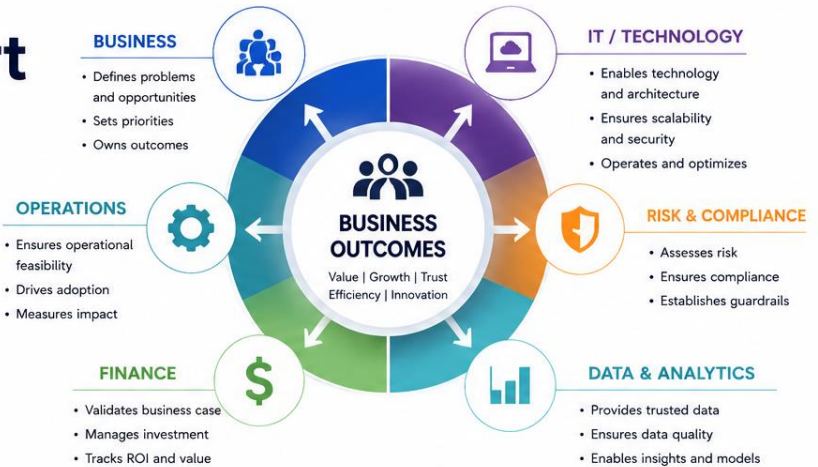 rt
BUSINESS
• Defines problems
and opportunities
• Sets priorities
• Owns outcomes
IT / TECHNOLOGY
• Enables technology
and architecture
• Ensures scalability
and security
• Operates and optimizes
OPERATIONS
• Ensures operational
feasibility
• Drives adoption
• Measures impact
BUSINESS
OUTCOMES
Value | Growth | Trust
Efficiency | Innovation
RISK & COMPLIANCE
• Assesses risk
• Ensures compliance
• Establishes guardrails
FINANCE
$
• Validates business case
• Manages investment
• Tracks ROI and value
DATA & ANALYTICS
• Provides trusted data
• Ensures data quality
• Enables insights and models